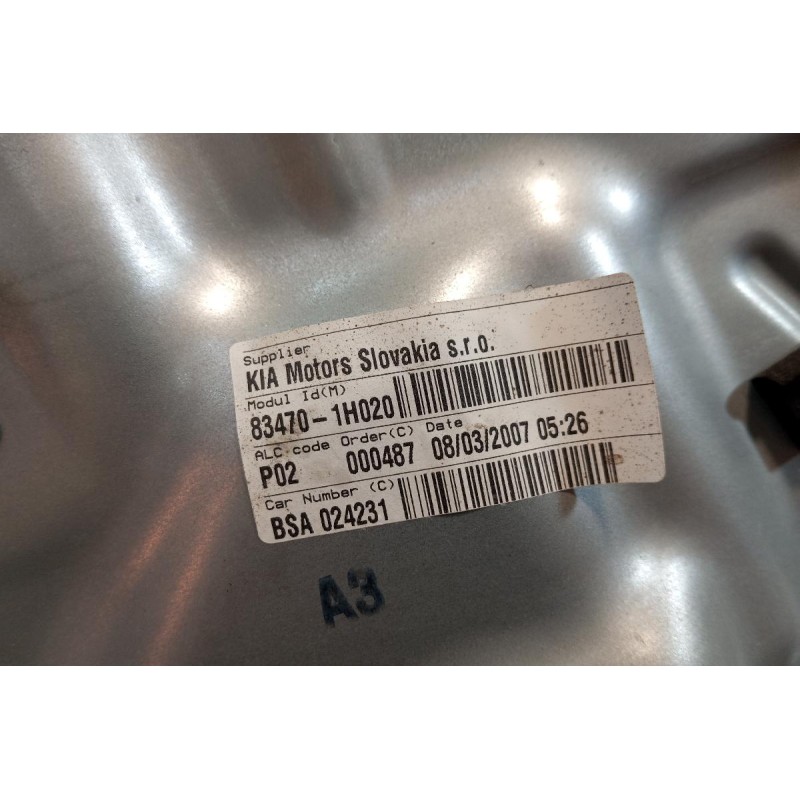 Supplier
KIA Motors Slovakia s.r.o.
Modul Id(M)
83470-1H020
ALC code Order(C) Date
P02 000487 08/03/2007 05:26
Car Number (C)
BSA 024231
A3